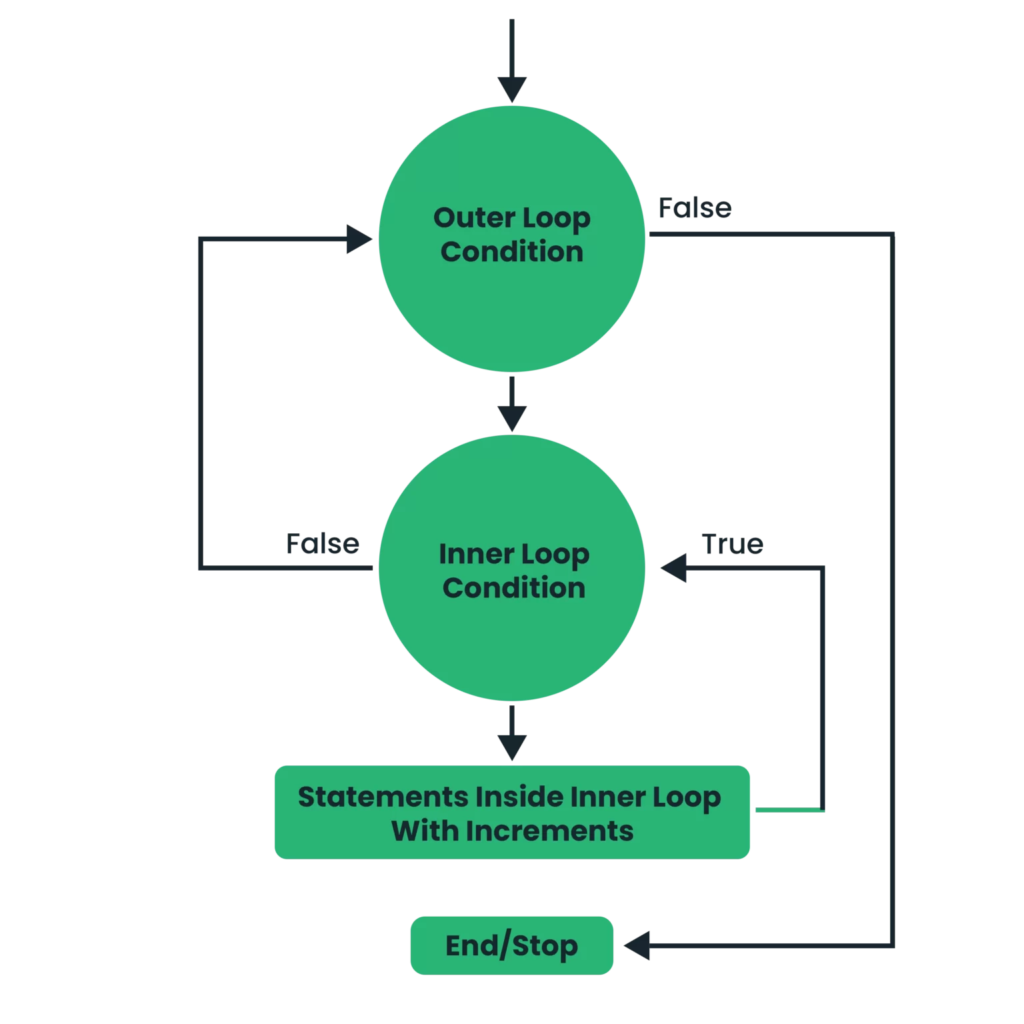 Outer Loop
Condition
False
False
Inner Loop
Condition
True
Statements Inside Inner Loop
With Increments
End/Stop